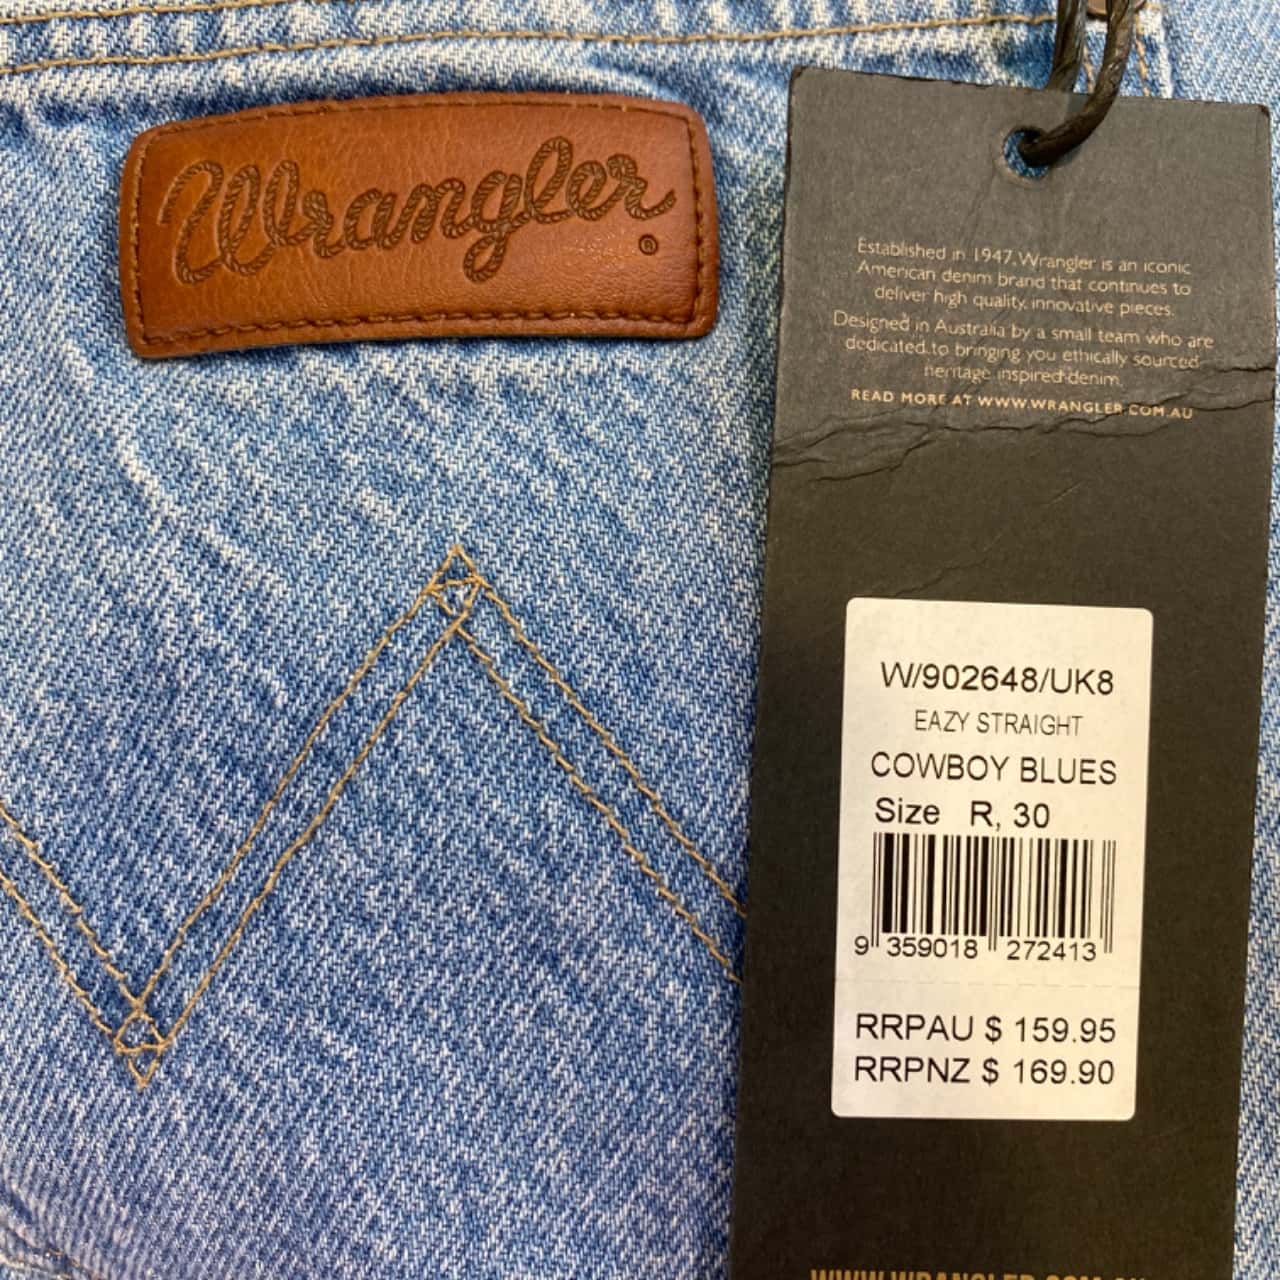 Wrangler
®
Established in 1947, Wrangler is an iconic
American denim brand that continues to
deliver high quality, innovative pieces.
Designed in Australia by a small team who are
dedicated to bringing you ethically sourced
heritage inspired denim.
READ MORE AT WWW.WRANGLER.COM.AU
W/902648/UK8
EAZY STRAIGHT
COWBOY BLUES
Size R, 30
9 359018 272413
RRPAU $ 159.95
RRPNZ $ 169.90
WWW.WRANGLER.COM